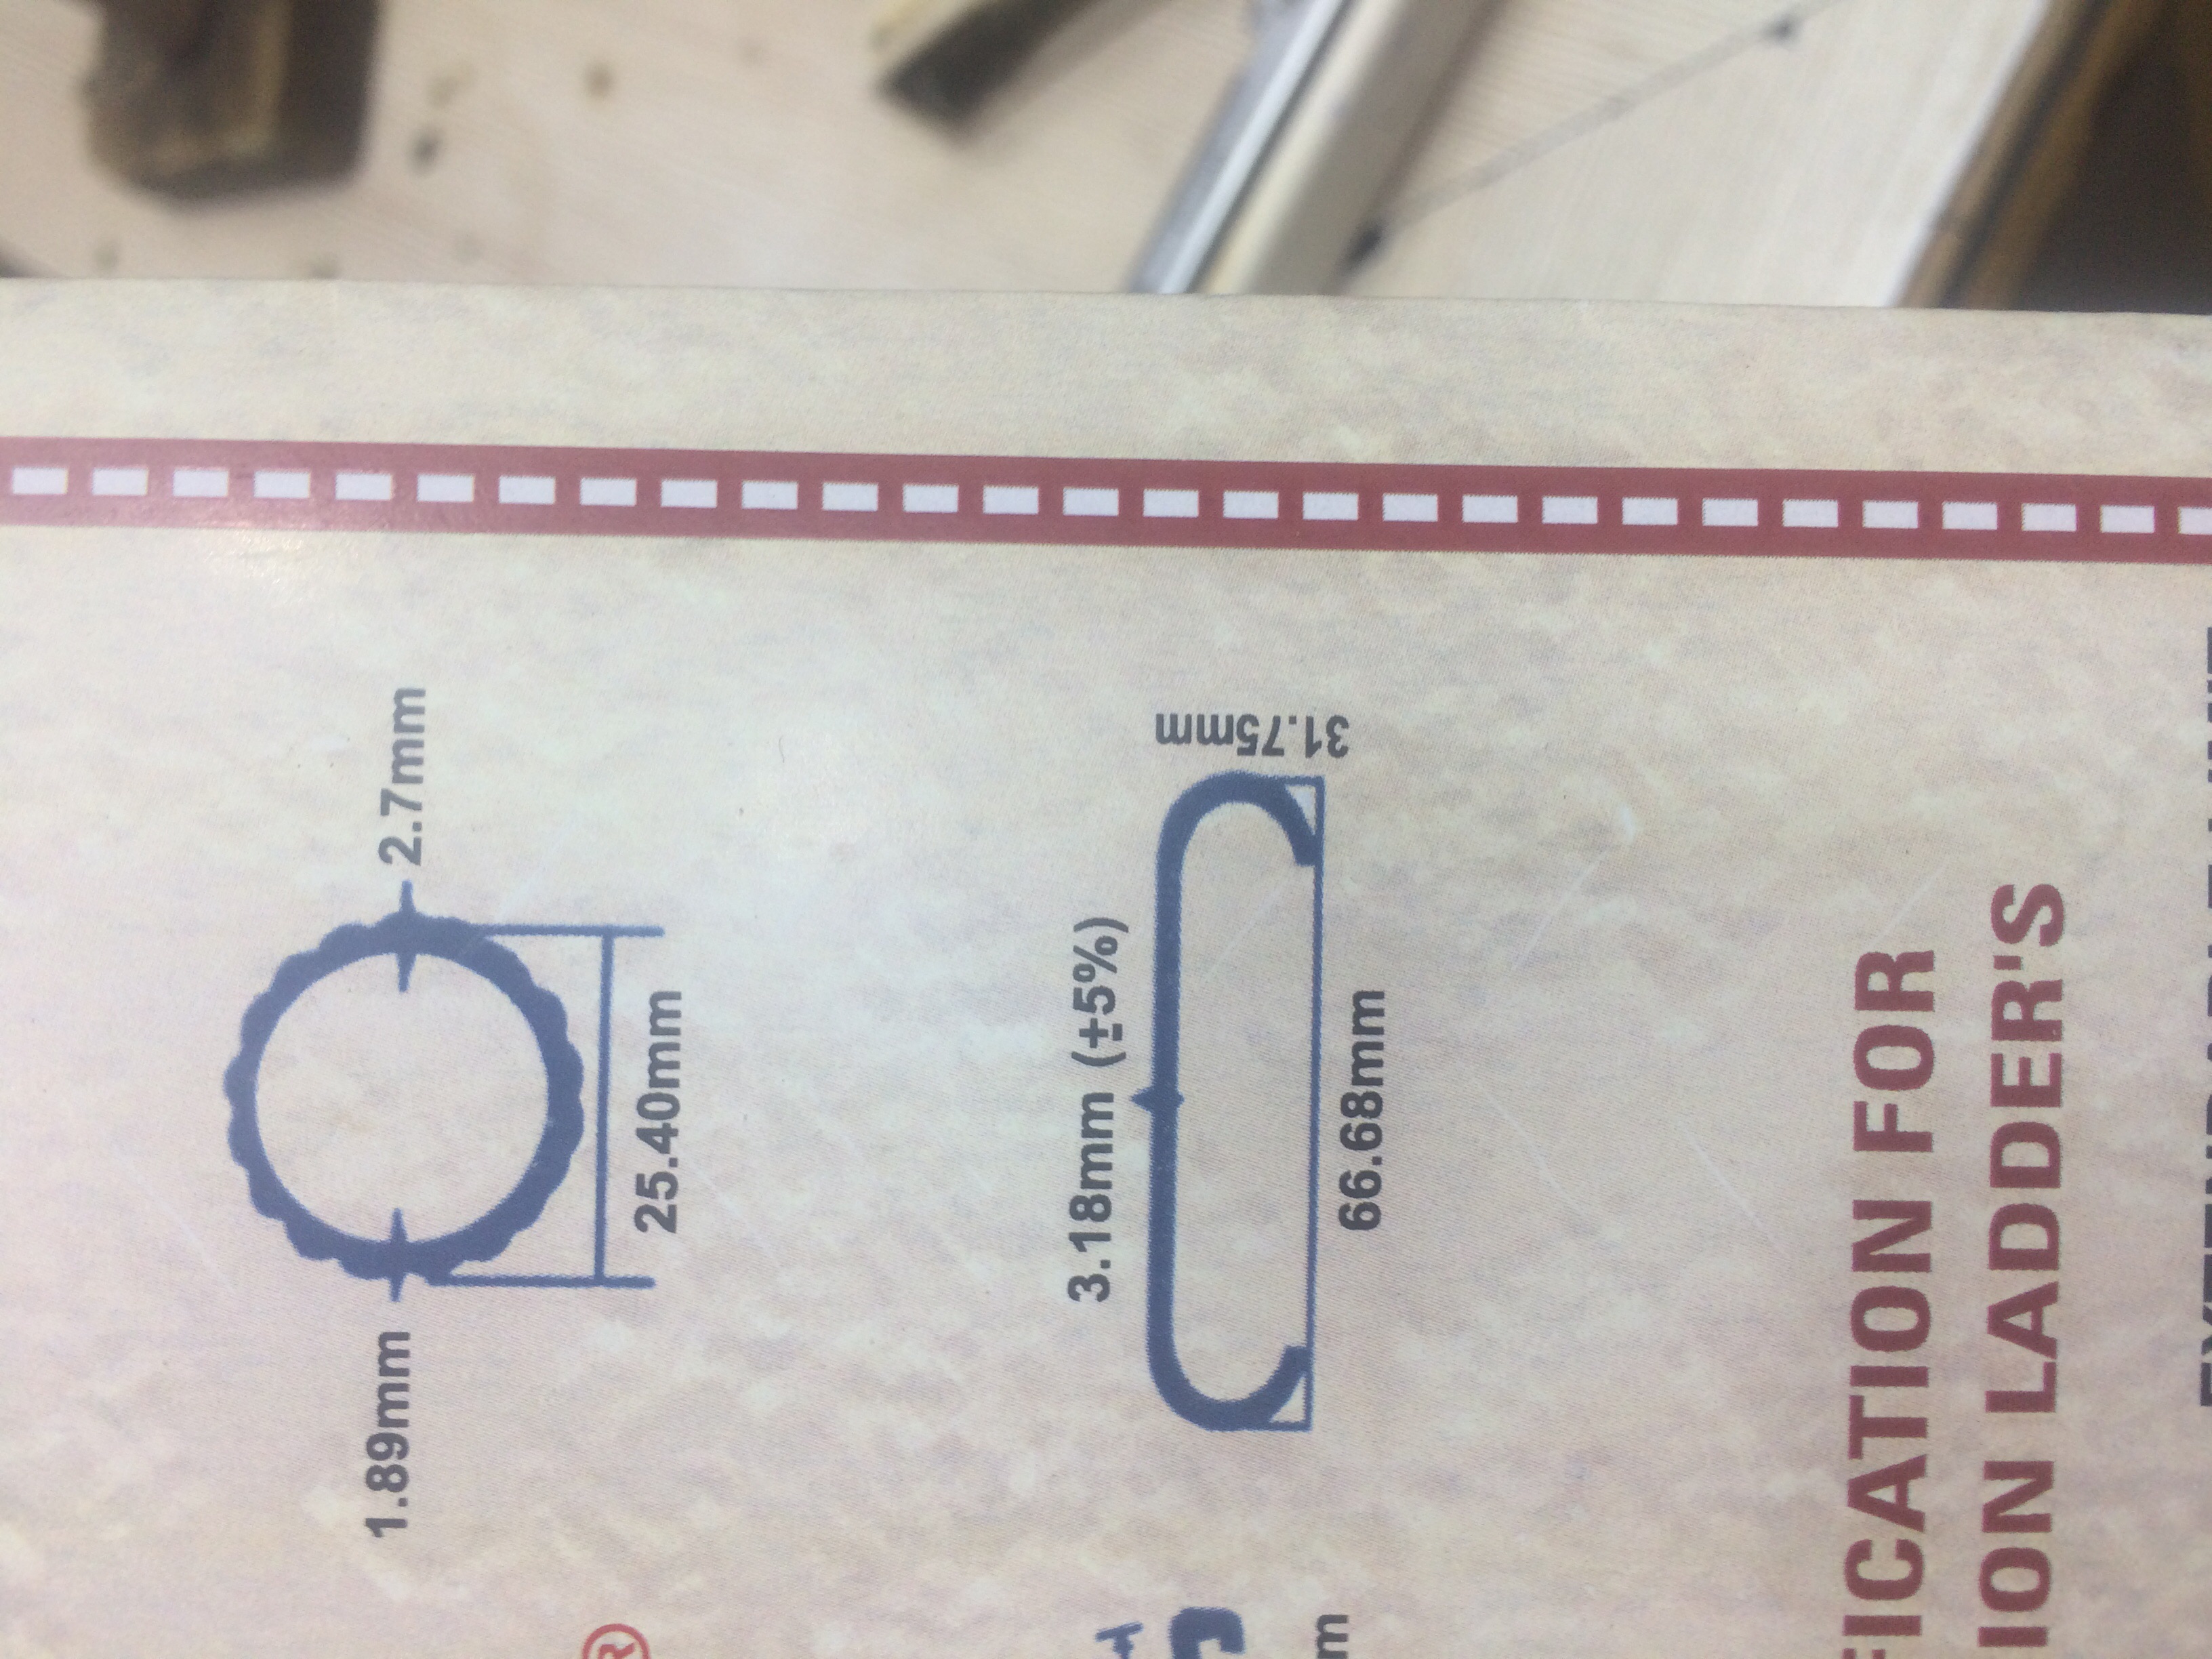 1.89mm
2.7mm
25.40mm
3.18mm (±5%)
31.75mm
66.68mm
®
m
FICATION FOR
ION LADDER'S